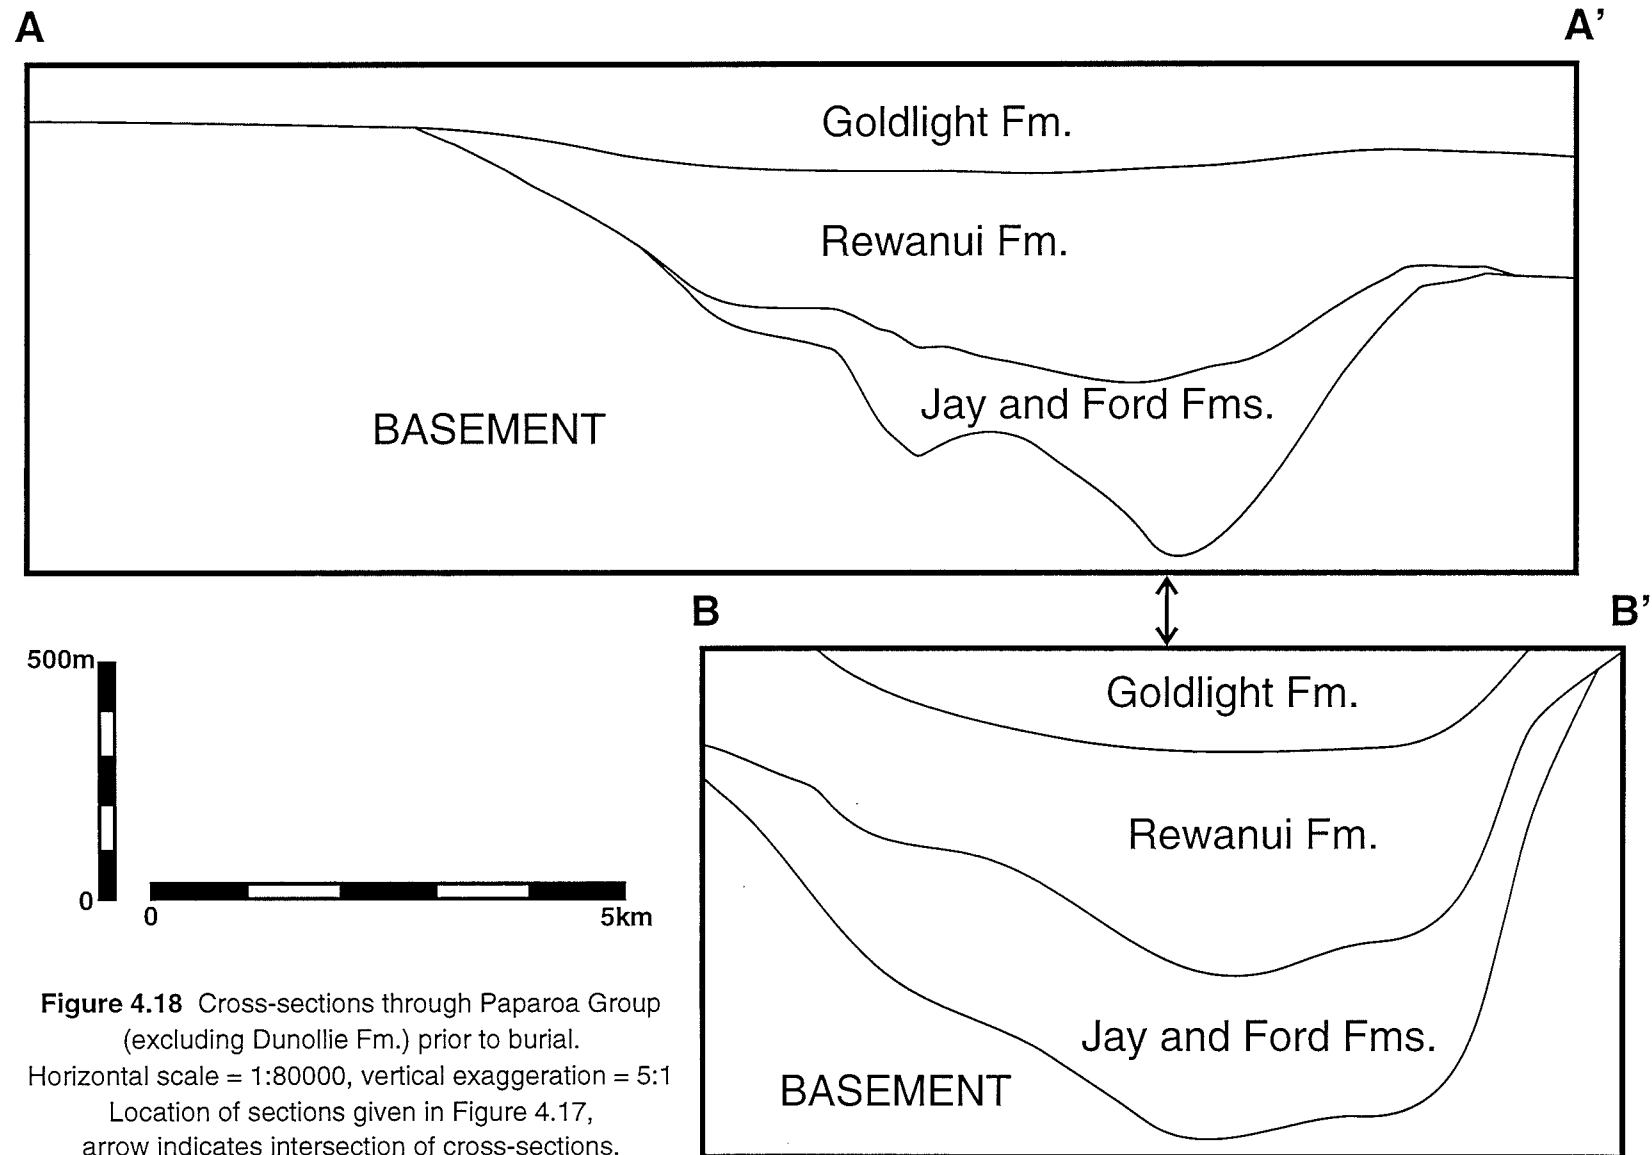 A
A’
Goldlight Fm.
Rewanui Fm.
Jay and Ford Fms.
BASEMENT
B
B’
500m
0
0
5km
Goldlight Fm.
Rewanui Fm.
Jay and Ford Fms.
BASEMENT
Figure 4.18 Cross-sections through Paparoa Group
(excluding Dunollie Fm.) prior to burial.
Horizontal scale = 1:80000, vertical exaggeration = 5:1
Location of sections given in Figure 4.17,
arrow indicates intersection of cross-sections.